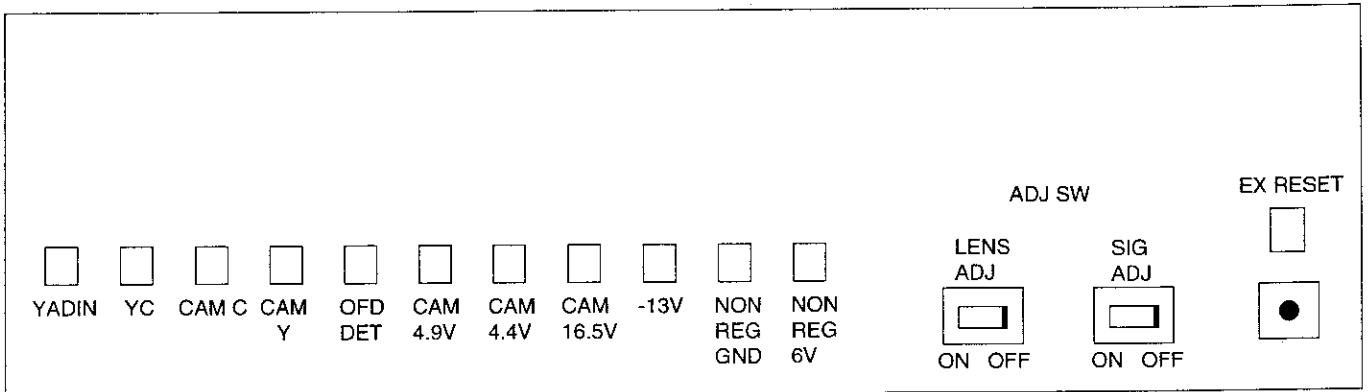 ADJ SW
EX RESET
LENS
ADJ
SIG
ADJ
YADIN
YC
CAM C
CAM
Y
OFD
DET
CAM
4.9V
CAM
4.4V
CAM
16.5V
-13V
NON
REG
GND
NON
REG
6V
ON OFF
ON OFF